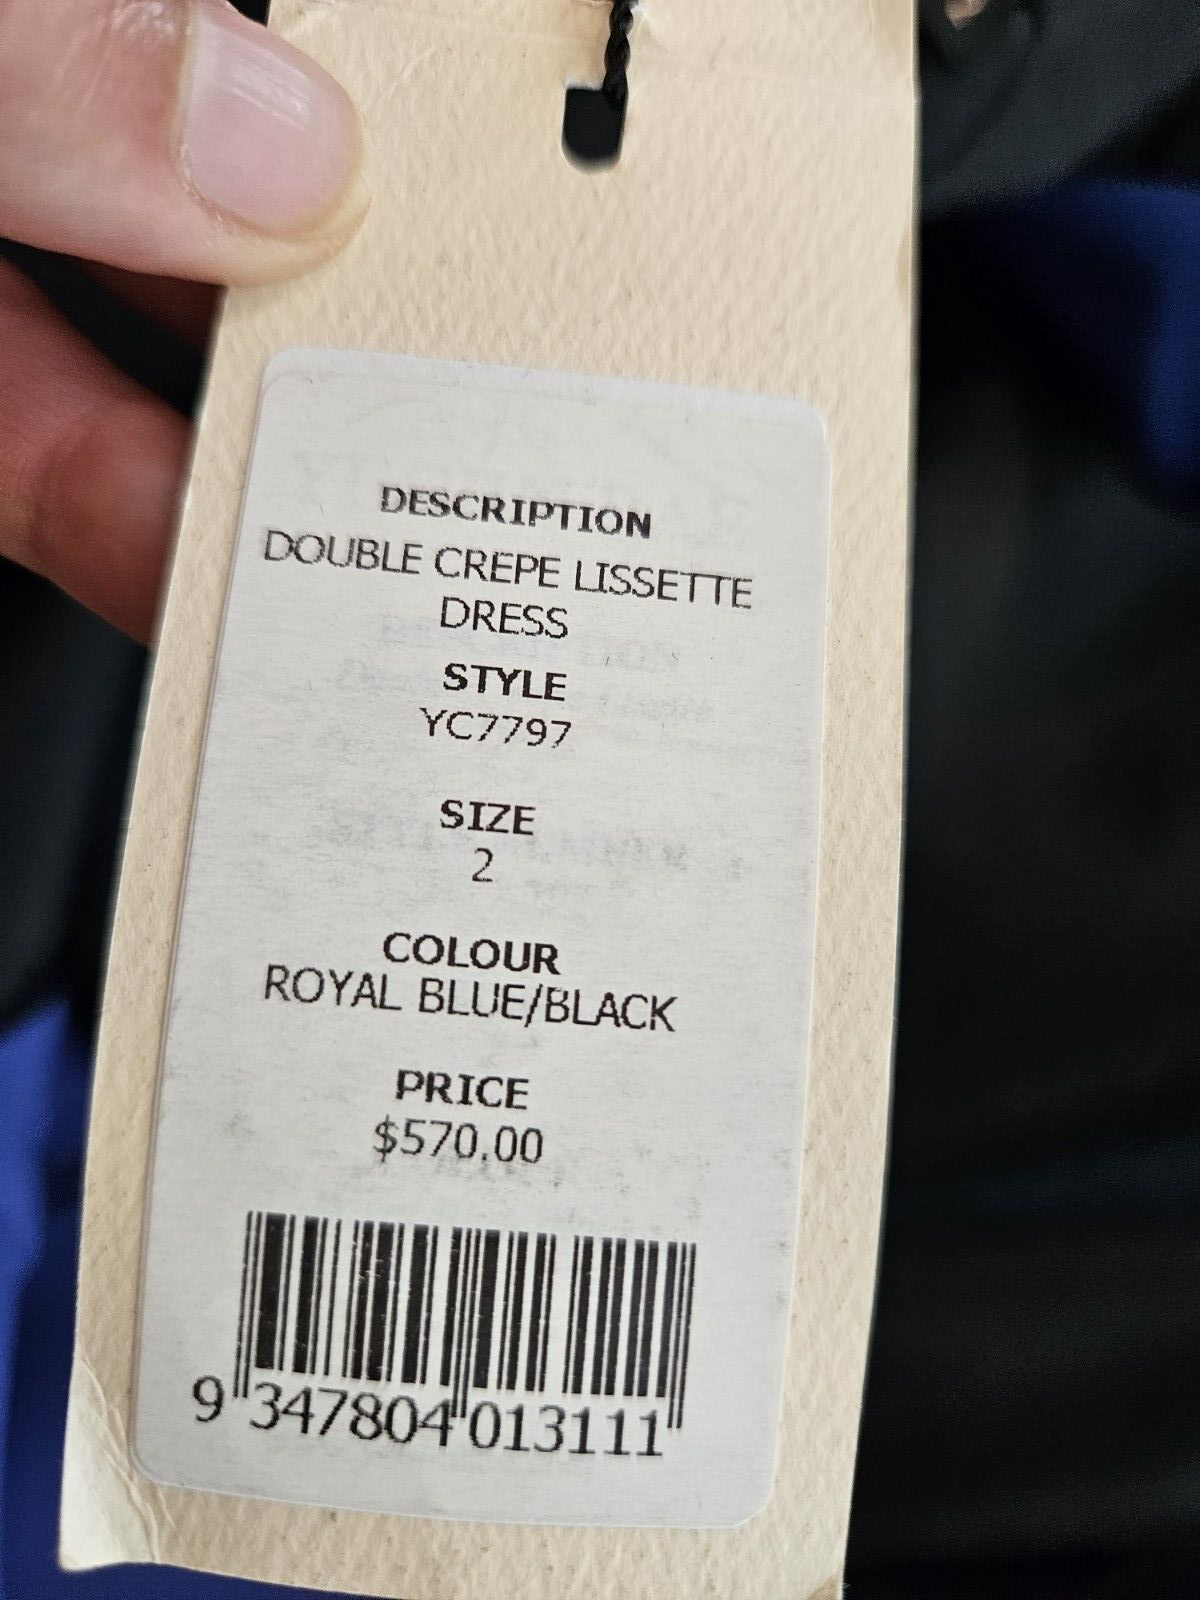 DESCRIPTION
DOUBLE CREPE LISSETTE
DRESS
STYLE
YC7797
SIZE
2
COLOUR
ROYAL BLUE/BLACK
PRICE
$570.00
9 347804 013111